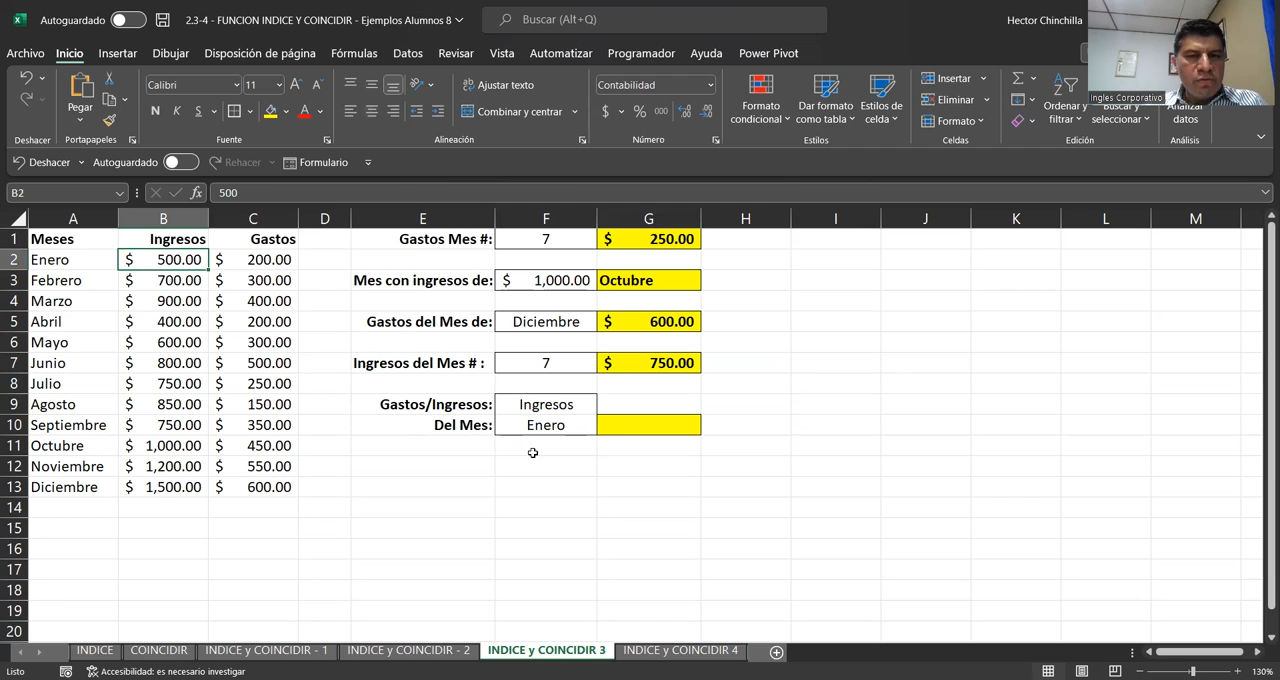 Autoguardado
2.3-4 - FUNCION INDICE Y COINCIDIR - Ejemplos Alumnos 8
Buscar (Alt+Q)
Hector Chinchilla
Archivo Inicio Insertar Dibujar Disposición de página Fórmulas Datos Revisar Vista Automatizar Programador Ayuda Power Pivot
Pegar
Calibri 11
N K S
Ajustar texto
Combinar y centrar
Contabilidad
$ % 000
Formato condicional
Dar formato como tabla
Estilos de celda
Insertar
Eliminar
Formato
Ordenar y filtrar
Buscar y seleccionar
Analizar datos
Ingles Corporativo
Deshacer Portapapeles Fuente Alineación Número Estilos Celdas Edición Análisis
Deshacer Autoguardado Rehacer Formulario
B2 fx 500
A B C D E F G H I J K L M
1 Meses Ingresos Gastos Gastos Mes #: 7 $ 250.00
2 Enero $ 500.00 $ 200.00
3 Febrero $ 700.00 $ 300.00 Mes con ingresos de: $ 1,000.00 Octubre
4 Marzo $ 900.00 $ 400.00
5 Abril $ 400.00 $ 200.00 Gastos del Mes de: Diciembre $ 600.00
6 Mayo $ 600.00 $ 300.00
7 Junio $ 800.00 $ 500.00 Ingresos del Mes # : 7 $ 750.00
8 Julio $ 750.00 $ 250.00
9 Agosto $ 850.00 $ 150.00 Gastos/Ingresos: Ingresos
10 Septiembre $ 750.00 $ 350.00 Del Mes: Enero
11 Octubre $ 1,000.00 $ 450.00
12 Noviembre $ 1,200.00 $ 550.00
13 Diciembre $ 1,500.00 $ 600.00
14
15
16
17
18
19
20
INDICE COINCIDIR INDICE y COINCIDIR - 1 INDICE y COINCIDIR - 2 INDICE y COINCIDIR 3 INDICE y COINCIDIR 4
Listo Accesibilidad: es necesario investigar 130%